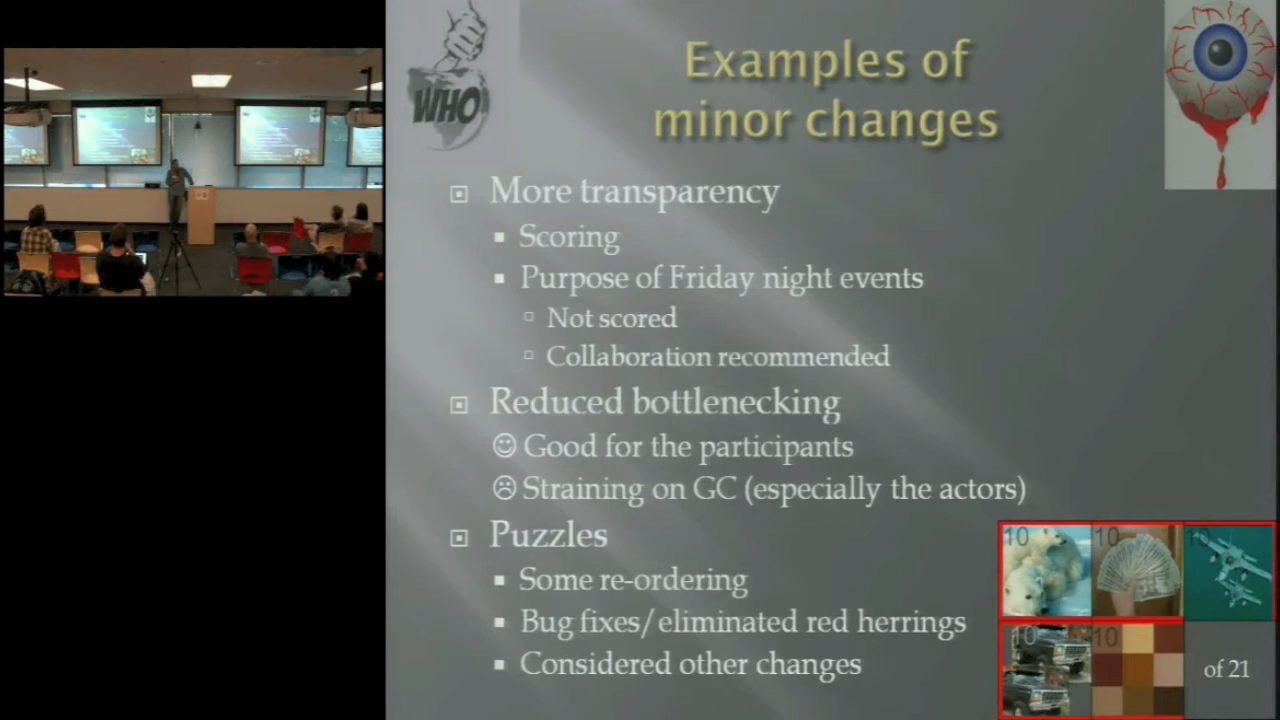 WHO
Examples of
minor changes
More transparency
Scoring
Purpose of Friday night events
Not scored
Collaboration recommended
Reduced bottlenecking
☺ Good for the participants
☹ Straining on GC (especially the actors)
Puzzles
Some re-ordering
Bug fixes/eliminated red herrings
Considered other changes
10 10 10
10 10
of 21